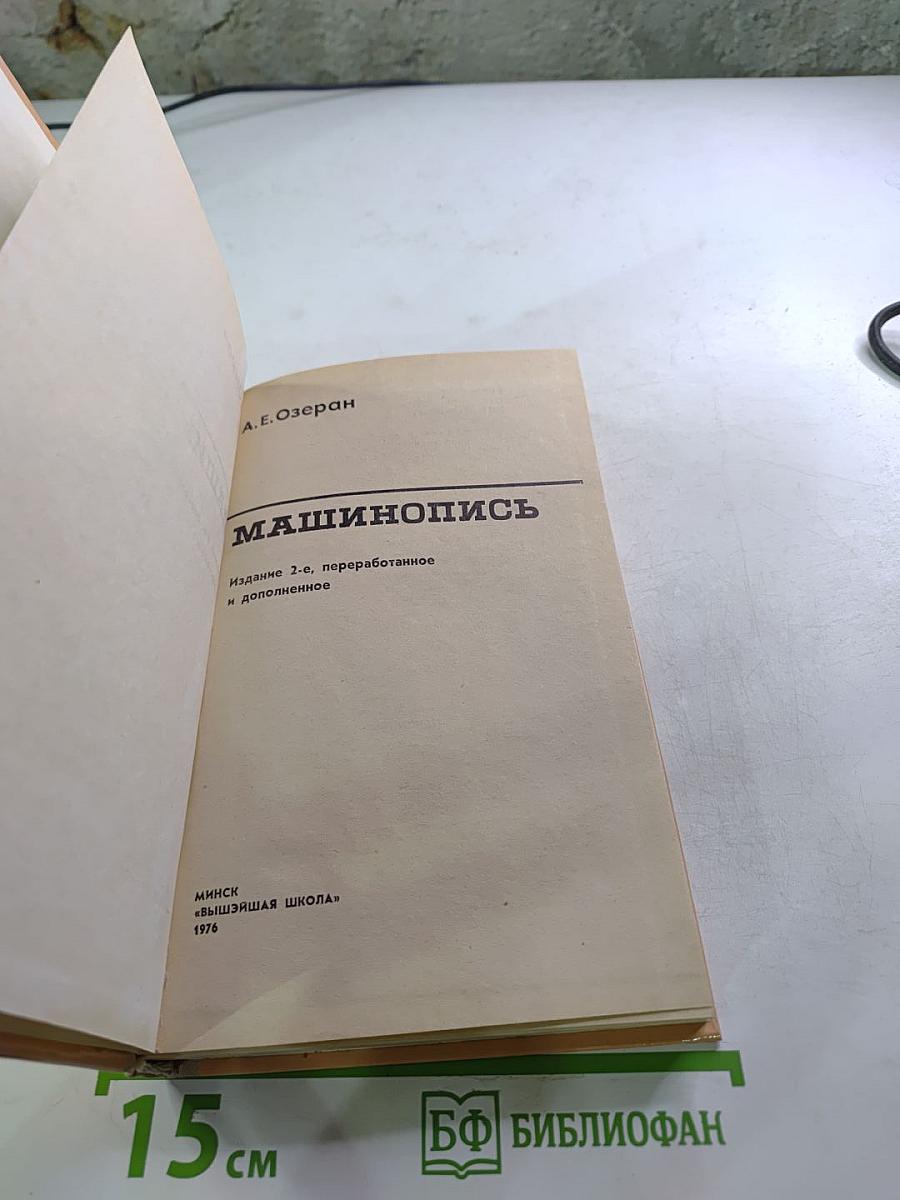 А. Е. Озеран
МАШИНОПИСЬ
Издание 2-е, переработанное
и дополненное
МИНСК
«ВЫШЭЙШАЯ ШКОЛА»
1976
15 см
БФ БИБЛИОФАН